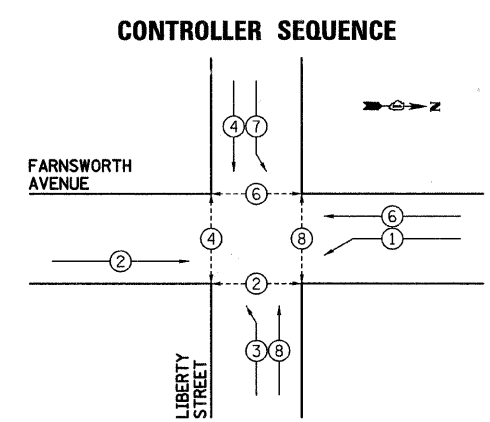 CONTROLLER SEQUENCE
4 7
N
FARNSWORTH
AVENUE
6
6
4
8
1
2
2
3 8
LIBERTY
STREET